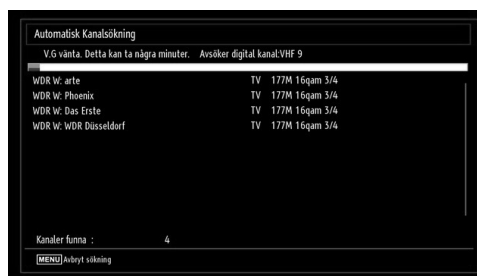 Automatisk Kanalsökning
V.G vänta. Detta kan ta några minuter. Avsöker digital kanal:VHF 9
WDR W: arte TV 177M 16qam 3/4
WDR W: Phoenix TV 177M 16qam 3/4
WDR W: Das Erste TV 177M 16qam 3/4
WDR W: WDR Düsseldorf TV 177M 16qam 3/4
Kanaler funna : 4
MENU Avbryt sökning